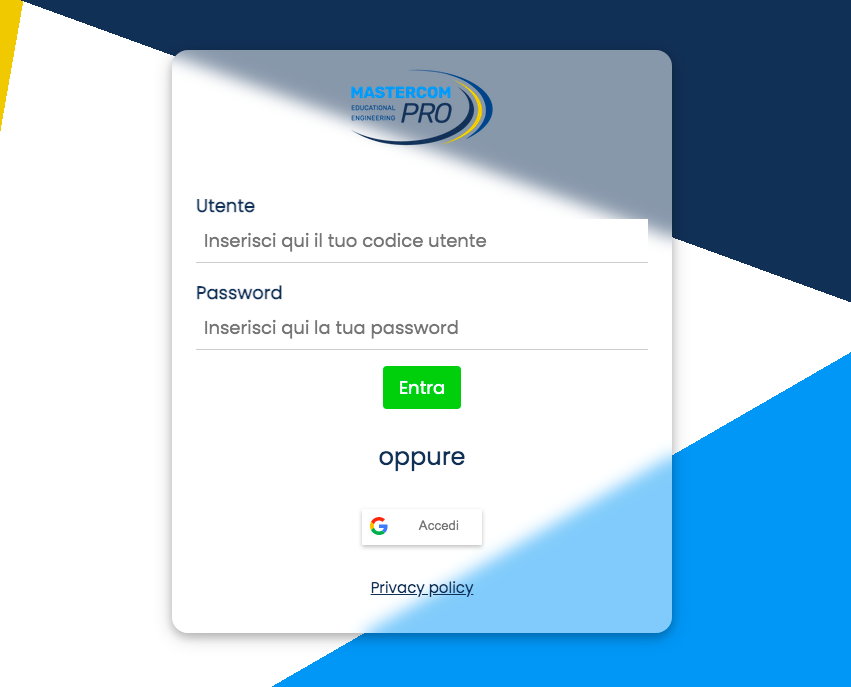 MASTERCOM
EDUCATIONAL
ENGINEERING
PRO
Utente
Inserisci qui il tuo codice utente
Password
Inserisci qui la tua password
Entra
oppure
Accedi
Privacy policy